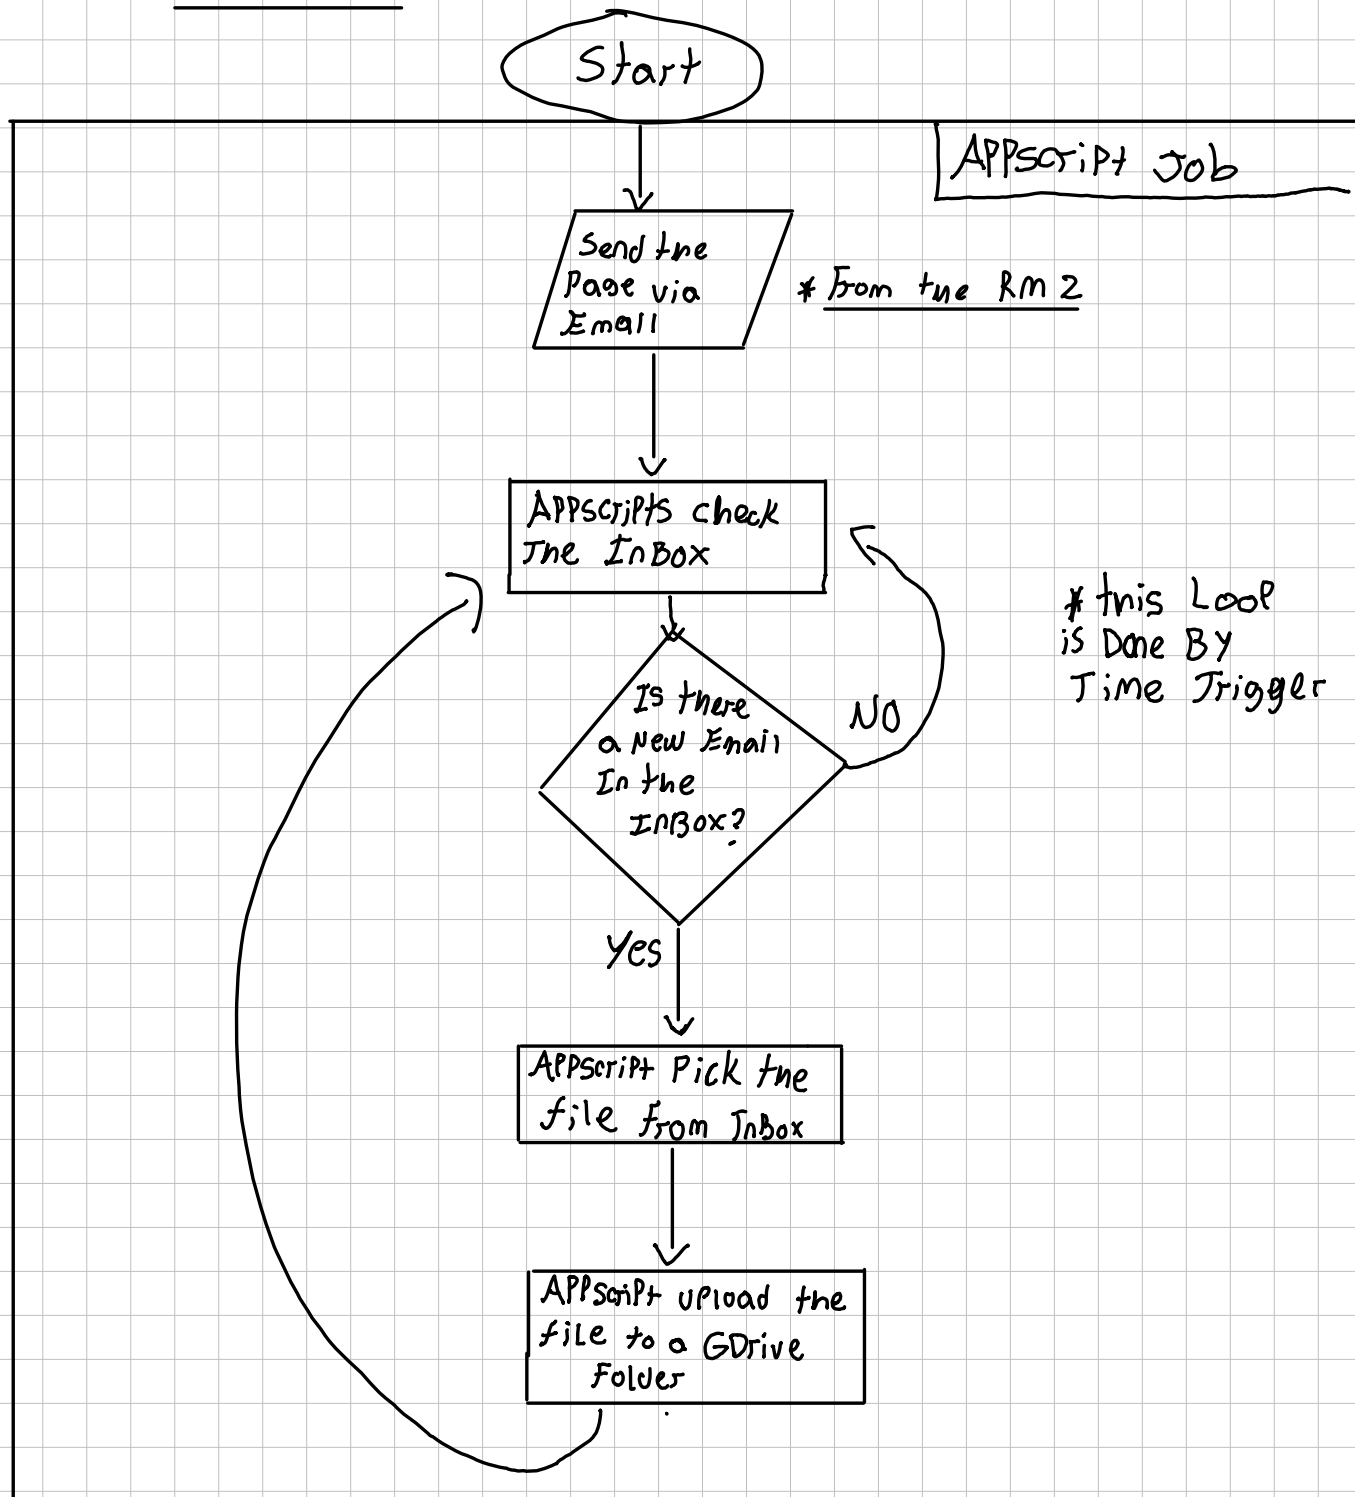 Start
APPscript Job
Send the
Page via
Email
* From the RM2
APPscripts check
The InBox
* this Loop
is Done By
Time Trigger
Is there
a New Email
In the
InBox?
NO
Yes
APPscript Pick the
file From InBox
APPscript upload the
file to a GDrive
Folder